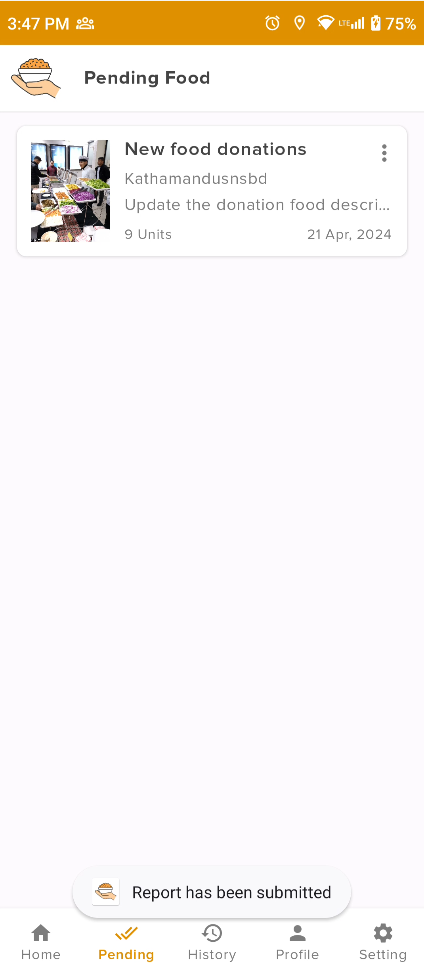 3:47 PM LTE 75%
Pending Food
New food donations
Kathamandusnsbd
Update the donation food descri...
9 Units 21 Apr, 2024
Report has been submitted
Home Pending History Profile Setting